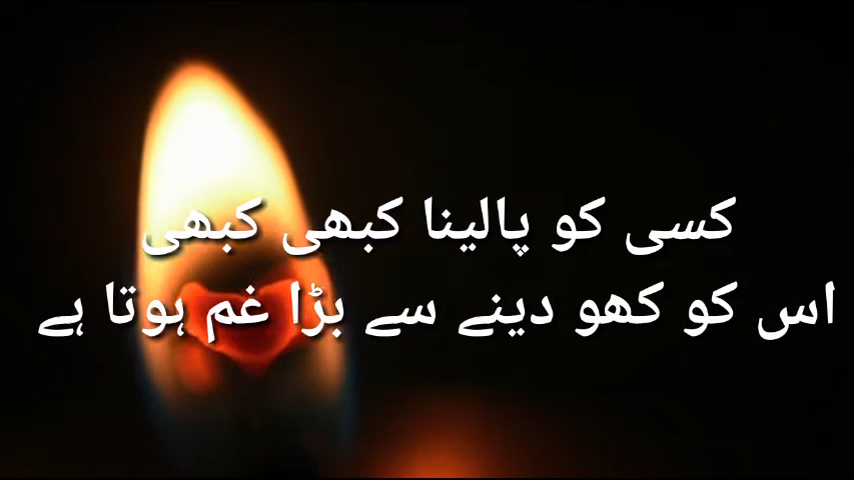 کسی کو پالینا کبھی کبھی
اس کو کھو دینے سے بڑا غم ہوتا ہے